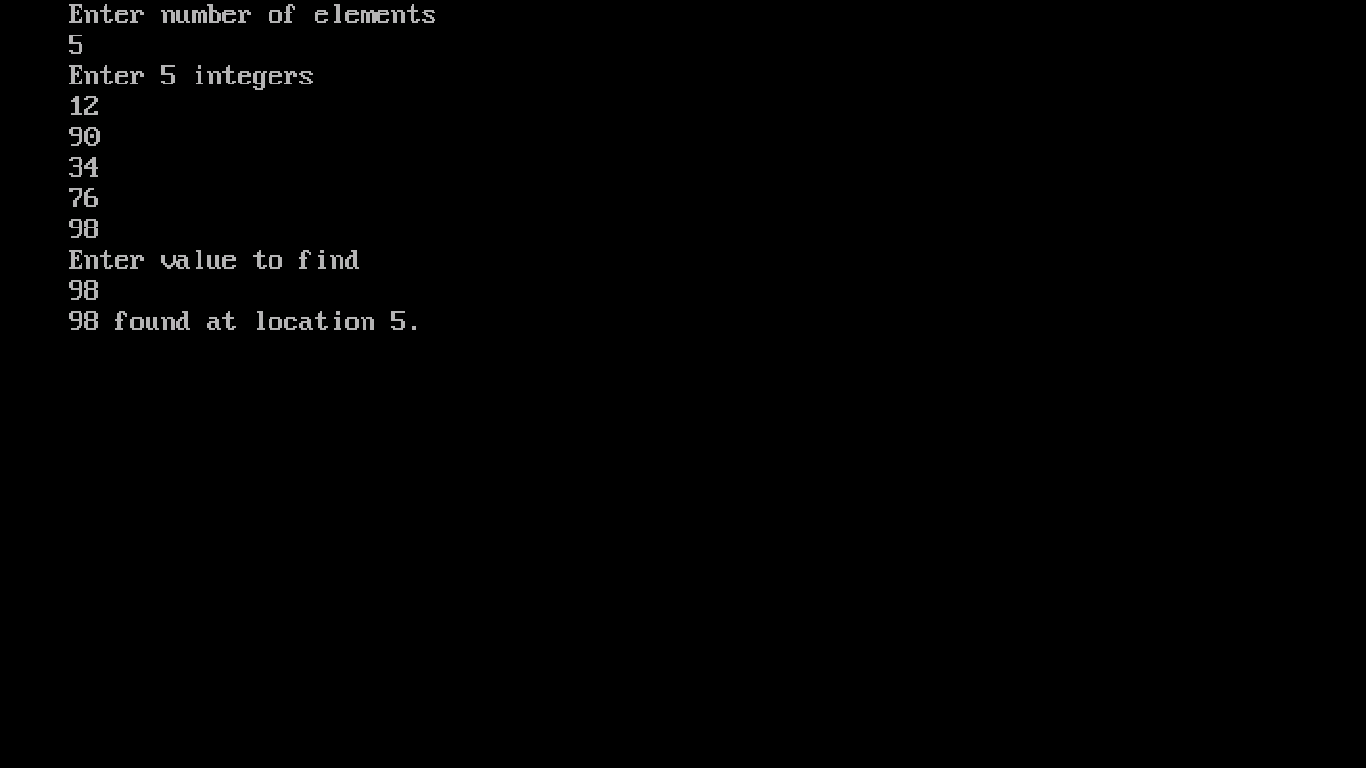 Enter number of elements
5
Enter 5 integers
12
90
34
76
98
Enter value to find
98
98 found at location 5.